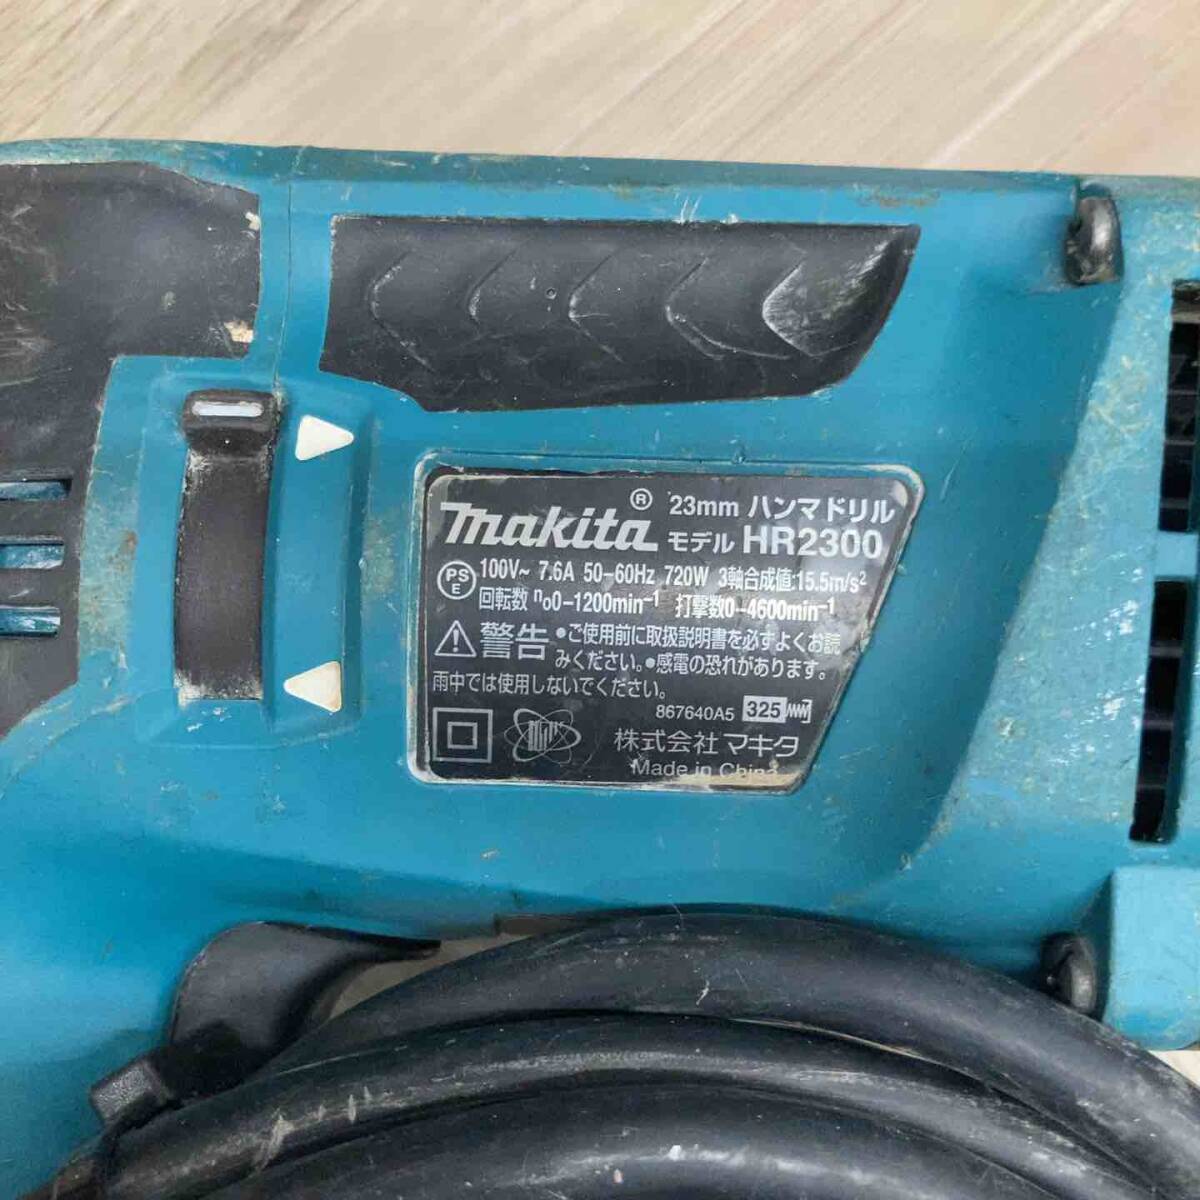 makita® 23mm ハンマドリル
モデル HR2300
PSE 100V~ 7.6A 50-60Hz 720W 3軸合成値:15.5m/s²
回転数 n₀0-1200min⁻¹ 打撃数0-4600min⁻¹
警告 •ご使用前に取扱説明書を必ずよくお読
みください。•感電の恐れがあります。
雨中では使用しないでください。
867640A5 325
株式会社 マキタ
Made in China